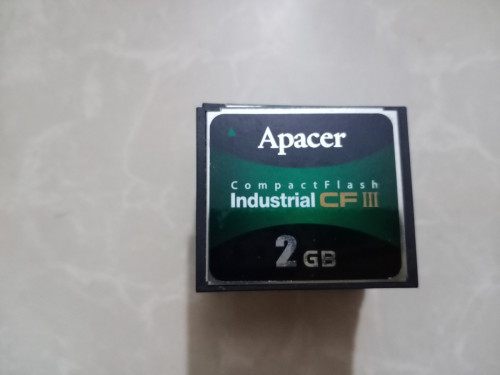 Apacer
CompactFlash
Industrial CF III
2 GB